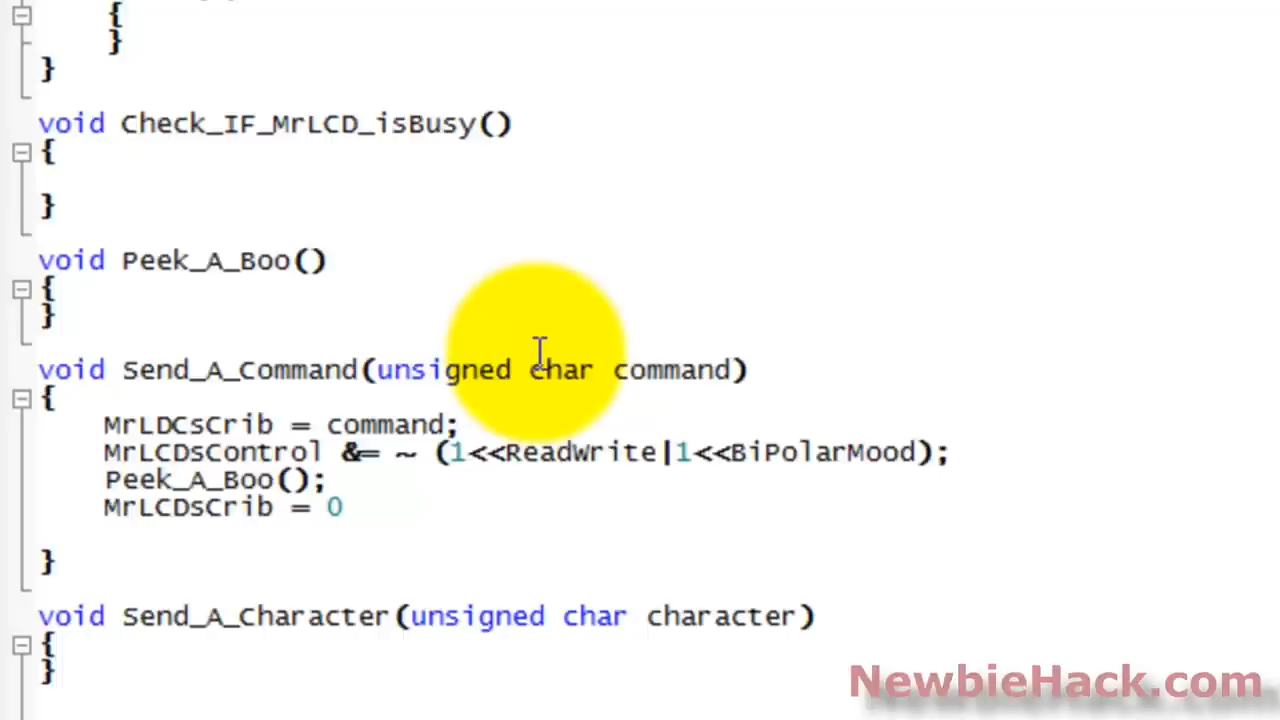 {
}
}
void Check_IF_MrLCD_isBusy()
{
}
void Peek_A_Boo()
{
}
void Send_A_Command(unsigned char command)
{
MrLDCsCrib = command;
MrLCDsControl &= ~ (1<<ReadWrite|1<<BiPolarMood);
Peek_A_Boo();
MrLCDsCrib = 0
}
void Send_A_Character(unsigned char character)
{
}
NewbieHack.com